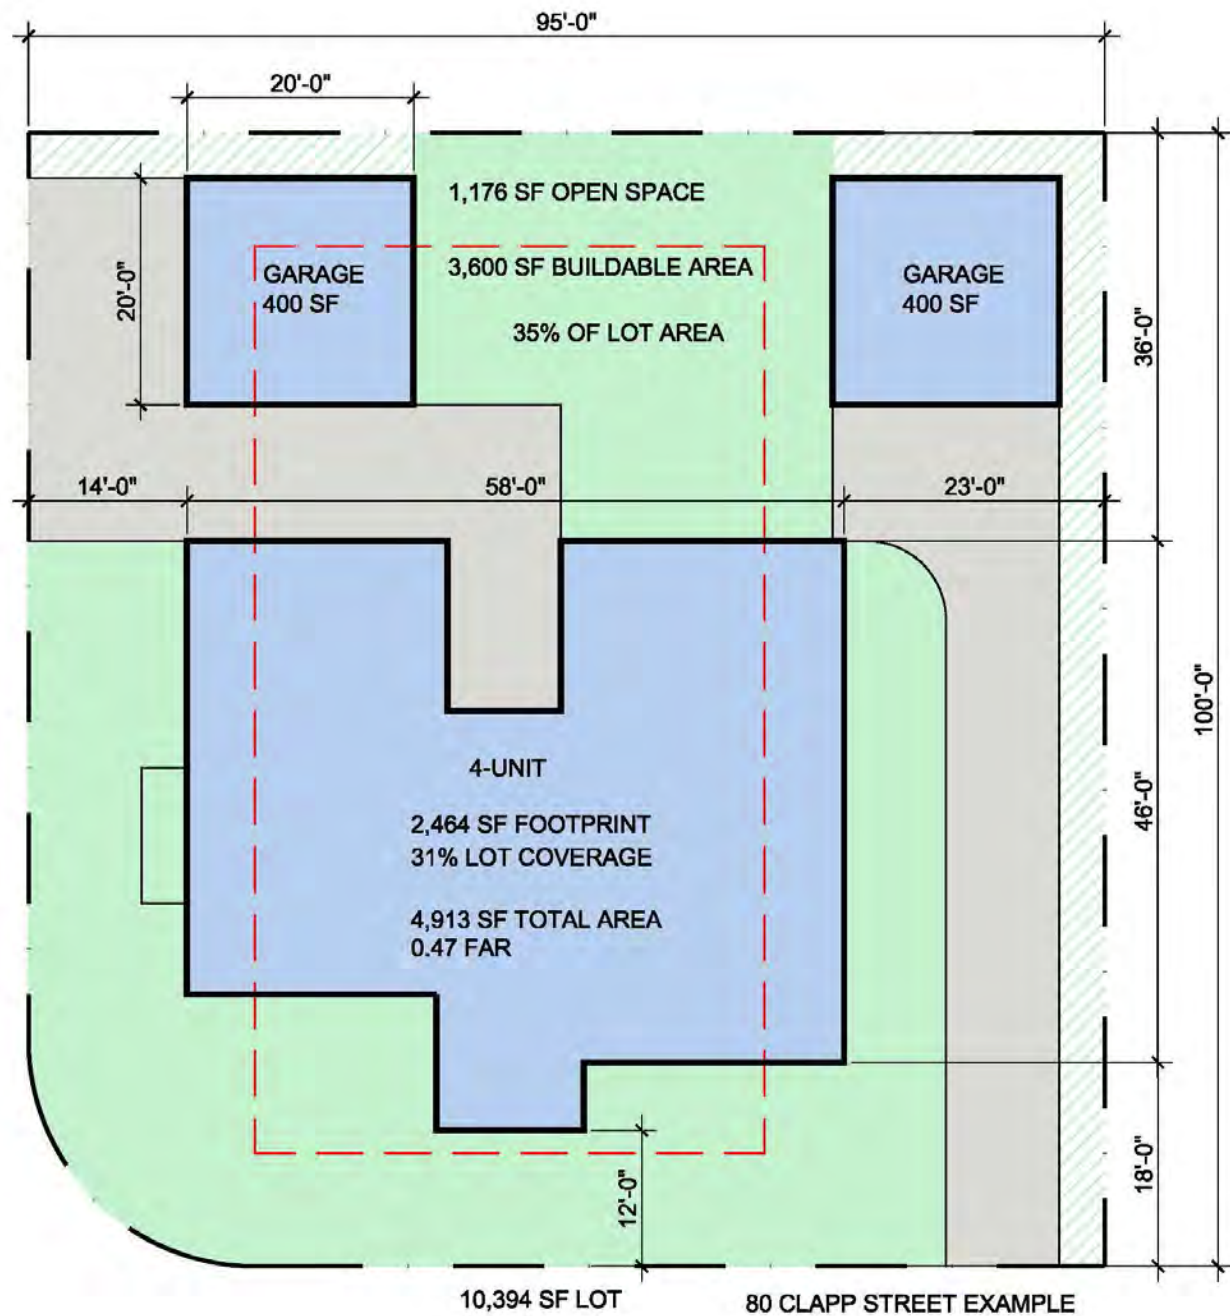 95'-0"
20'-0"
1,176 SF OPEN SPACE
3,600 SF BUILDABLE AREA
35% OF LOT AREA
GARAGE
400 SF
GARAGE
400 SF
20'-0"
36'-0"
14'-0"
58'-0"
23'-0"
100'-0"
46'-0"
4-UNIT
2,464 SF FOOTPRINT
31% LOT COVERAGE
4,913 SF TOTAL AREA
0.47 FAR
18'-0"
12'-0"
10,394 SF LOT
80 CLAPP STREET EXAMPLE